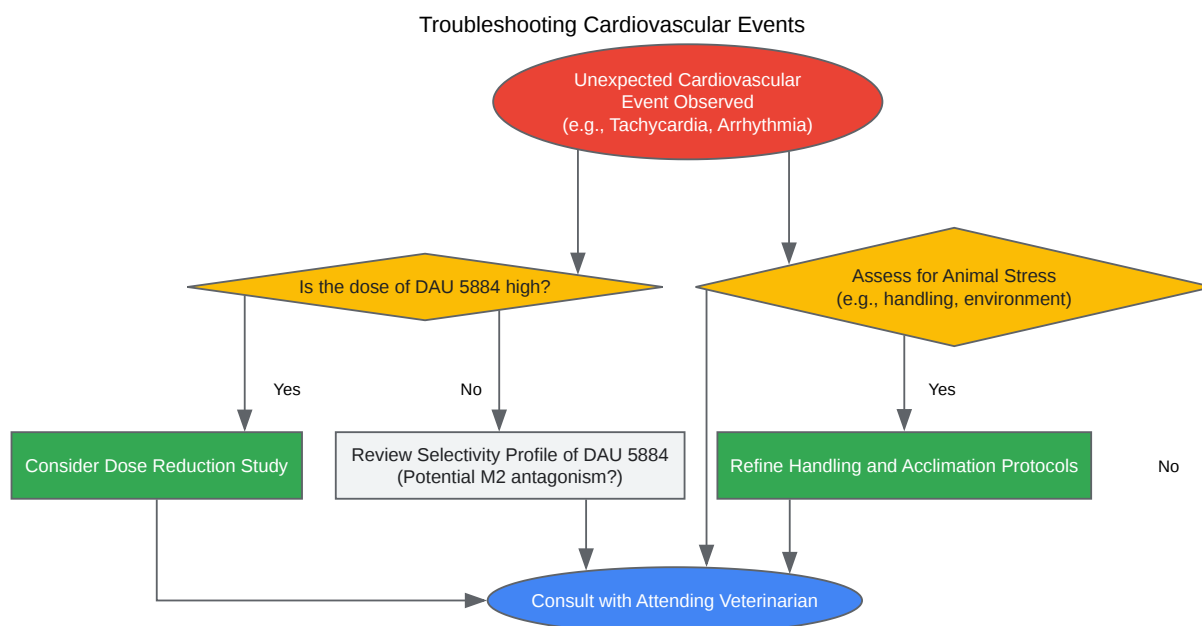 Troubleshooting Cardiovascular Events
Unexpected Cardiovascular
Event Observed
(e.g., Tachycardia, Arrhythmia)
Is the dose of DAU 5884 high?
Assess for Animal Stress
(e.g., handling, environment)
Yes
No
Yes
Consider Dose Reduction Study
Review Selectivity Profile of DAU 5884
(Potential M2 antagonism?)
Refine Handling and Acclimation Protocols
No
Consult with Attending Veterinarian